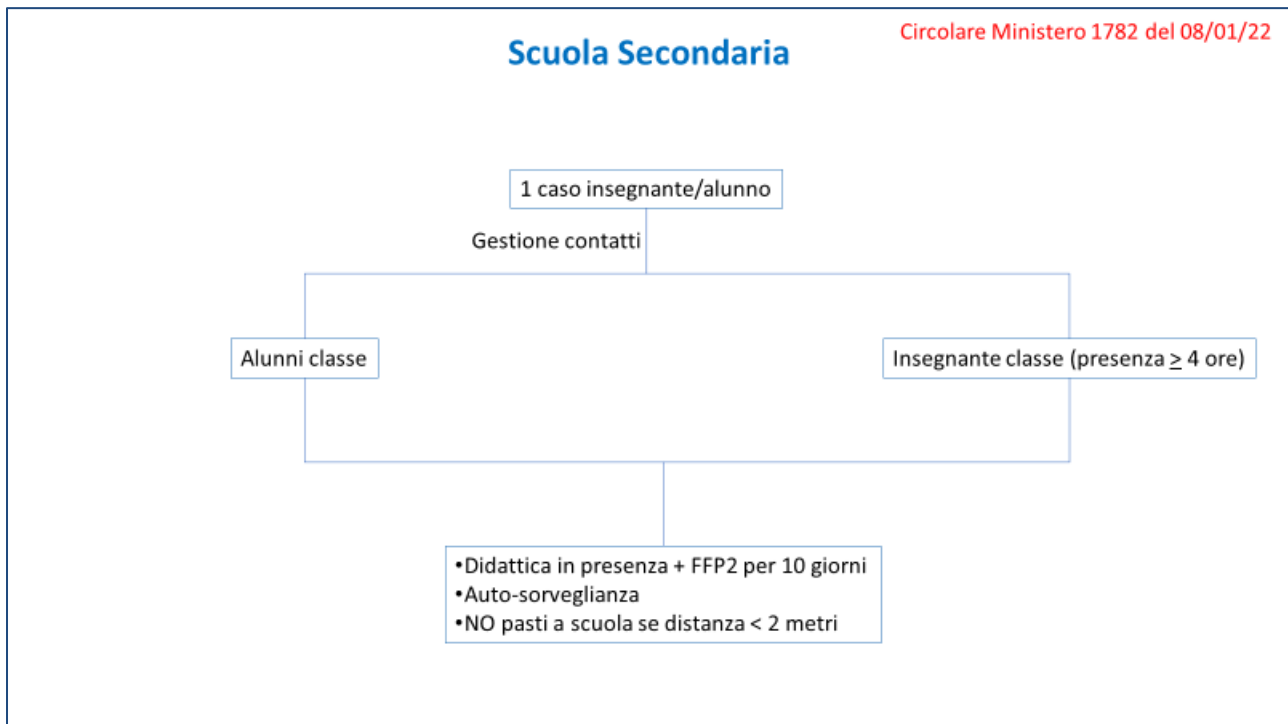 Circolare Ministero 1782 del 08/01/22
Scuola Secondaria
1 caso insegnante/alunno
Gestione contatti
Alunni classe
Insegnante classe (presenza ≥ 4 ore)
•Didattica in presenza + FFP2 per 10 giorni
•Auto-sorveglianza
•NO pasti a scuola se distanza < 2 metri